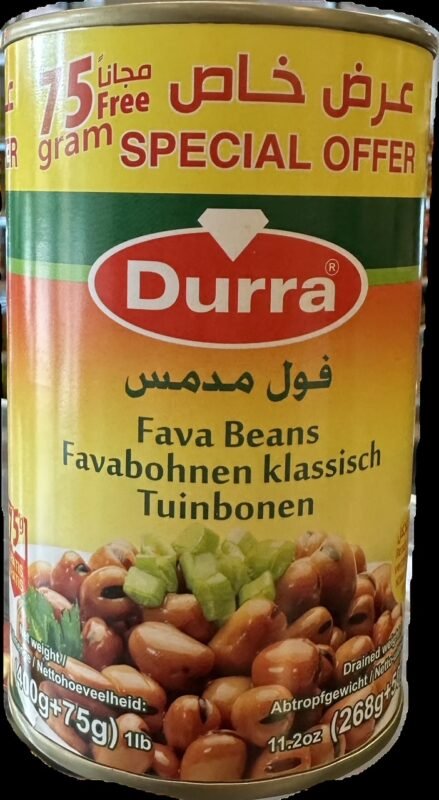 75 مجاناً عرض خاص
Free
gram SPECIAL OFFER
Durra®
فول مدمس
Fava Beans
Favabohnen klassisch
Tuinbonen
weight/
/Nettohoeveelheid:
400g+75g) 1lb
Drained
Abtropfgewicht/
11.2oz (268g+